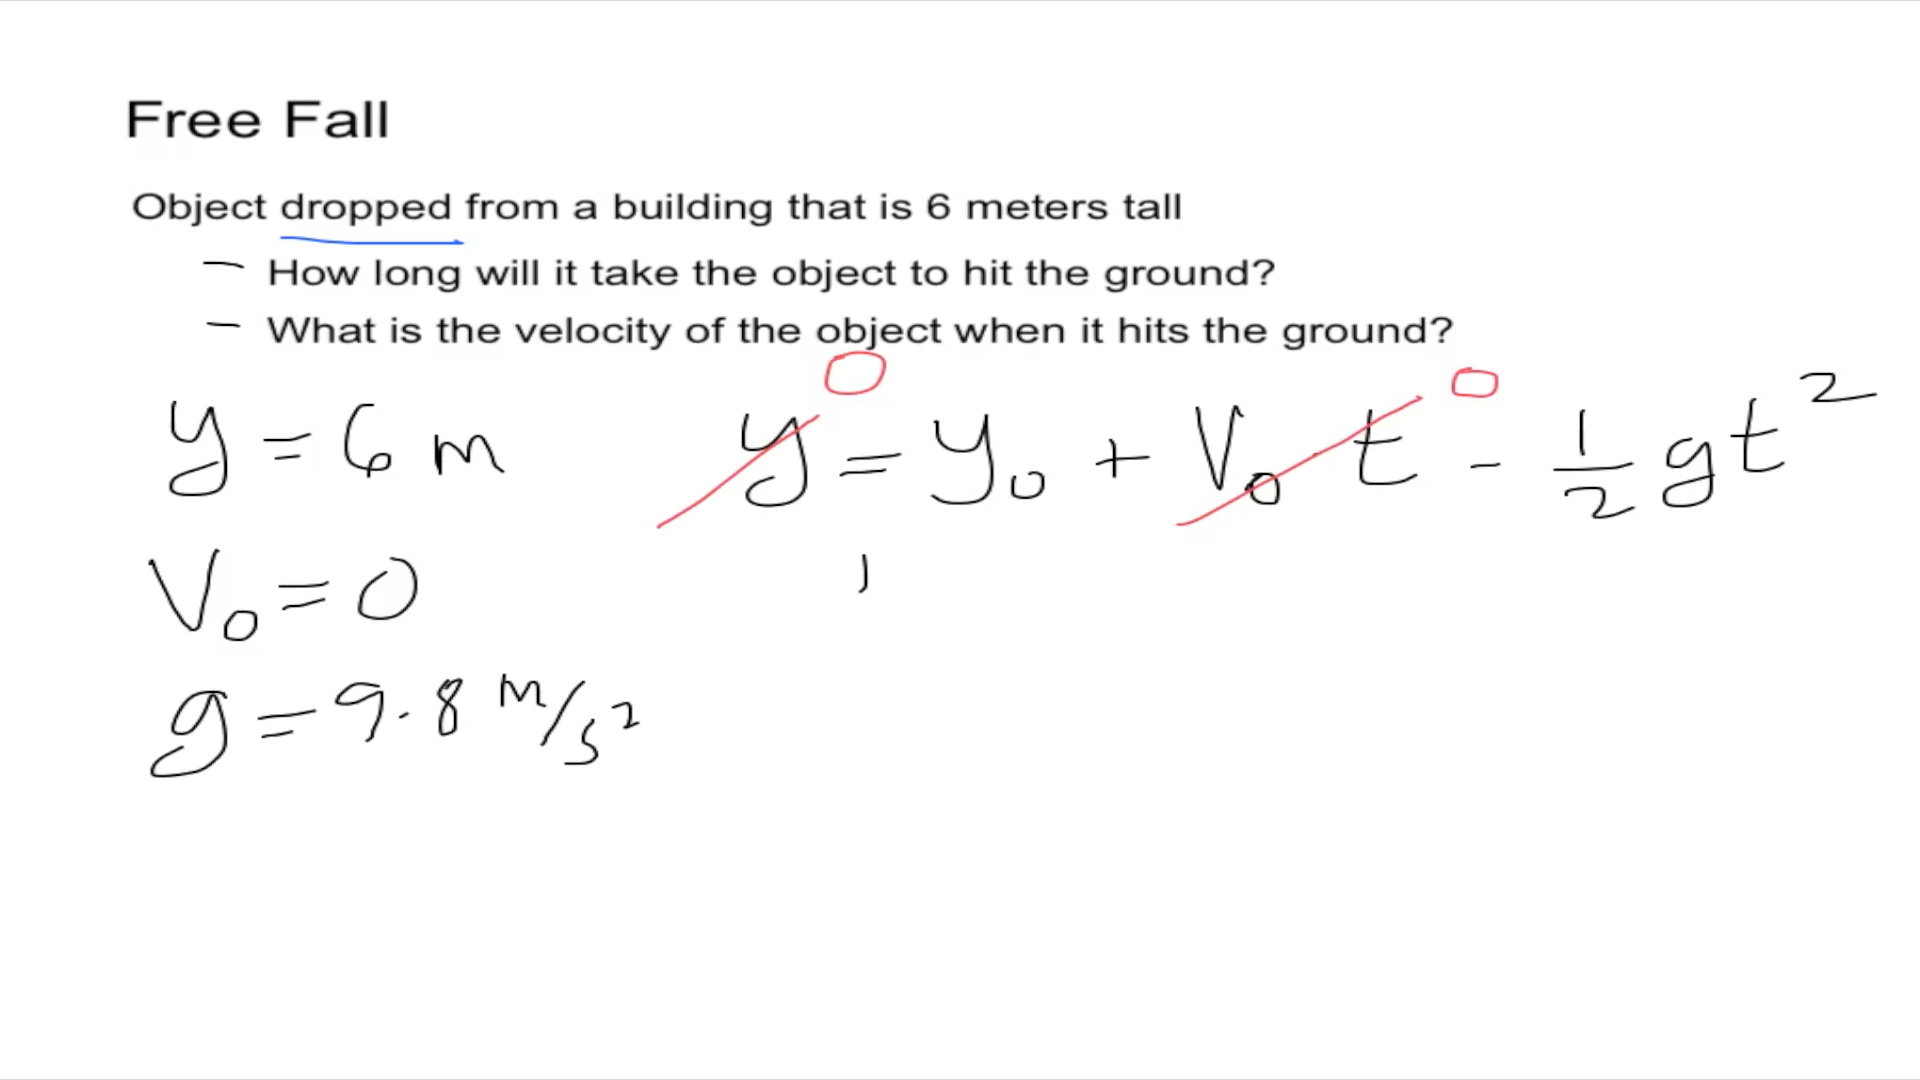 Free Fall
Object dropped from a building that is 6 meters tall
– How long will it take the object to hit the ground?
– What is the velocity of the object when it hits the ground?
0 0
y = 6 m
y = y₀ + V₀ t - 1/2 gt²
V₀ = 0
g = 9.8 m/s²